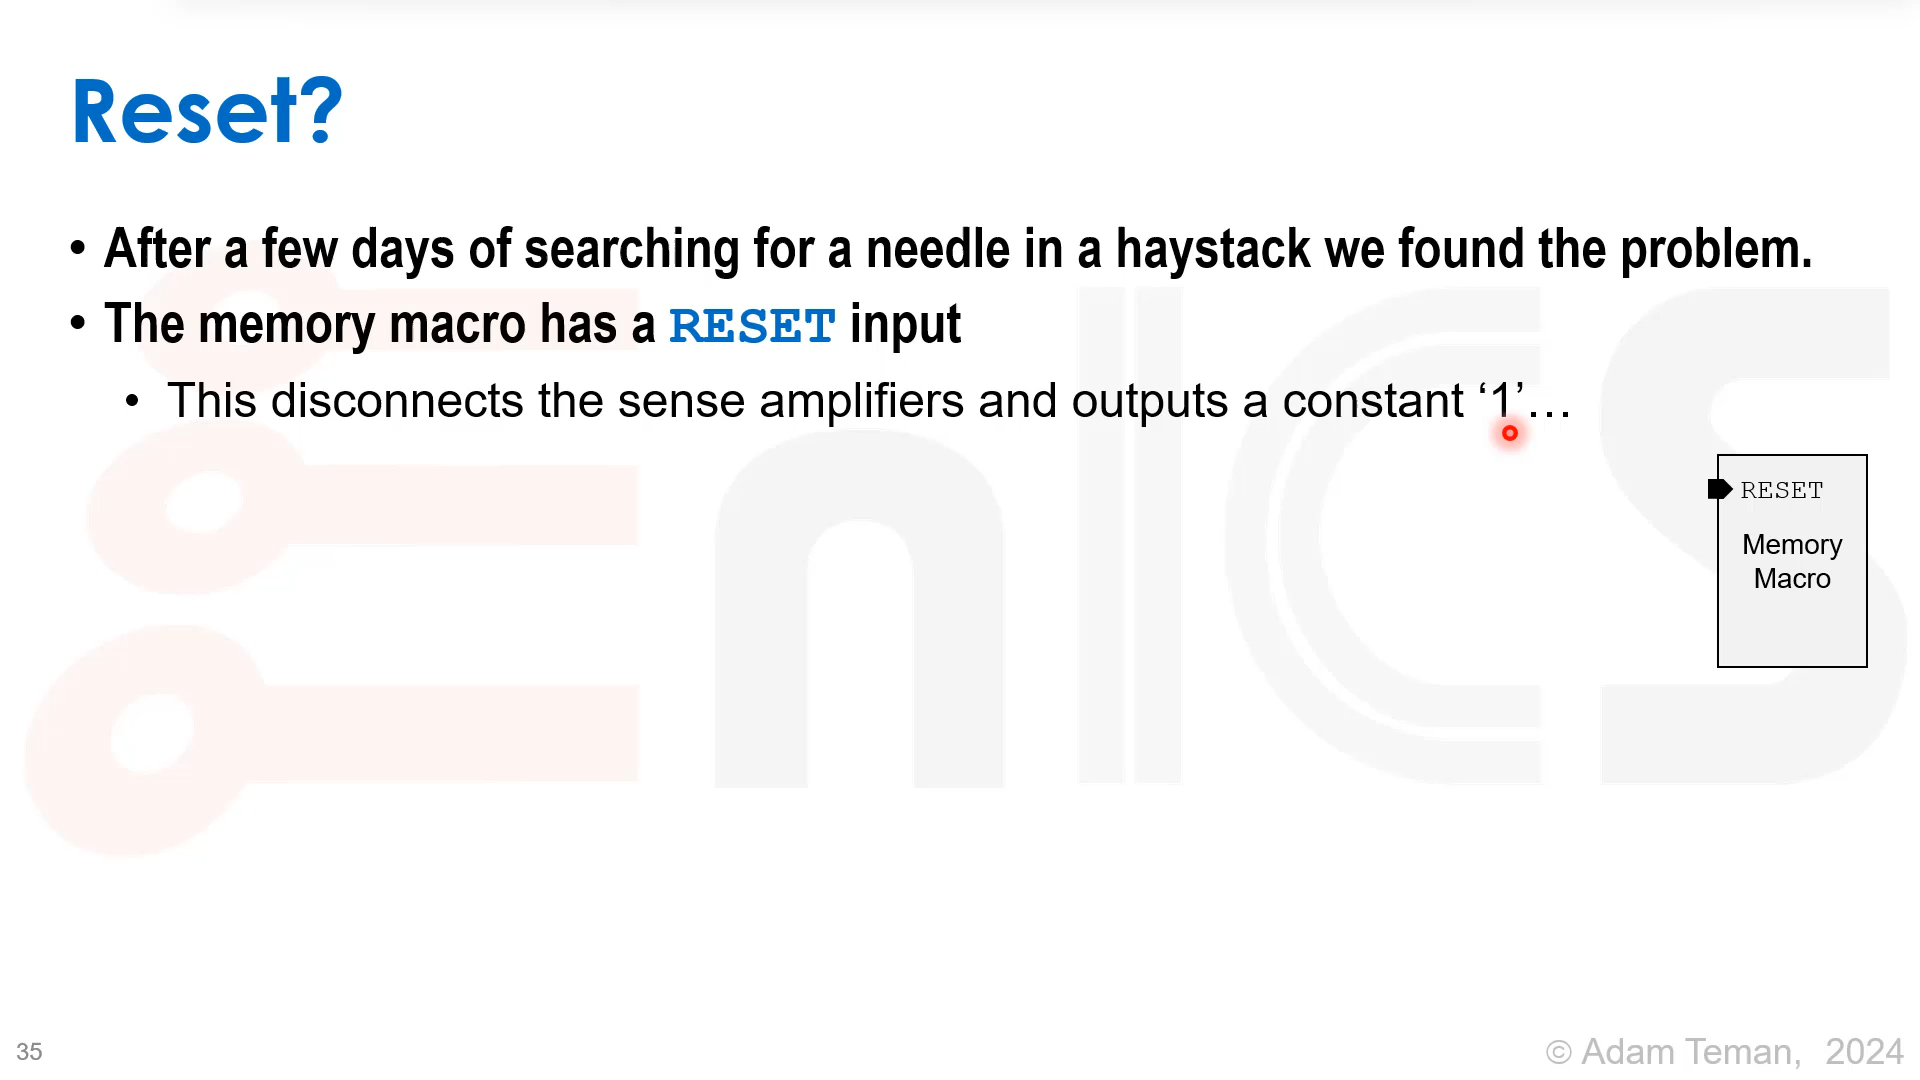 Reset?
• After a few days of searching for a needle in a haystack we found the problem.
• The memory macro has a RESET input
• This disconnects the sense amplifiers and outputs a constant ‘1’…
RESET
Memory
Macro
EnICS
35
© Adam Teman, 2024